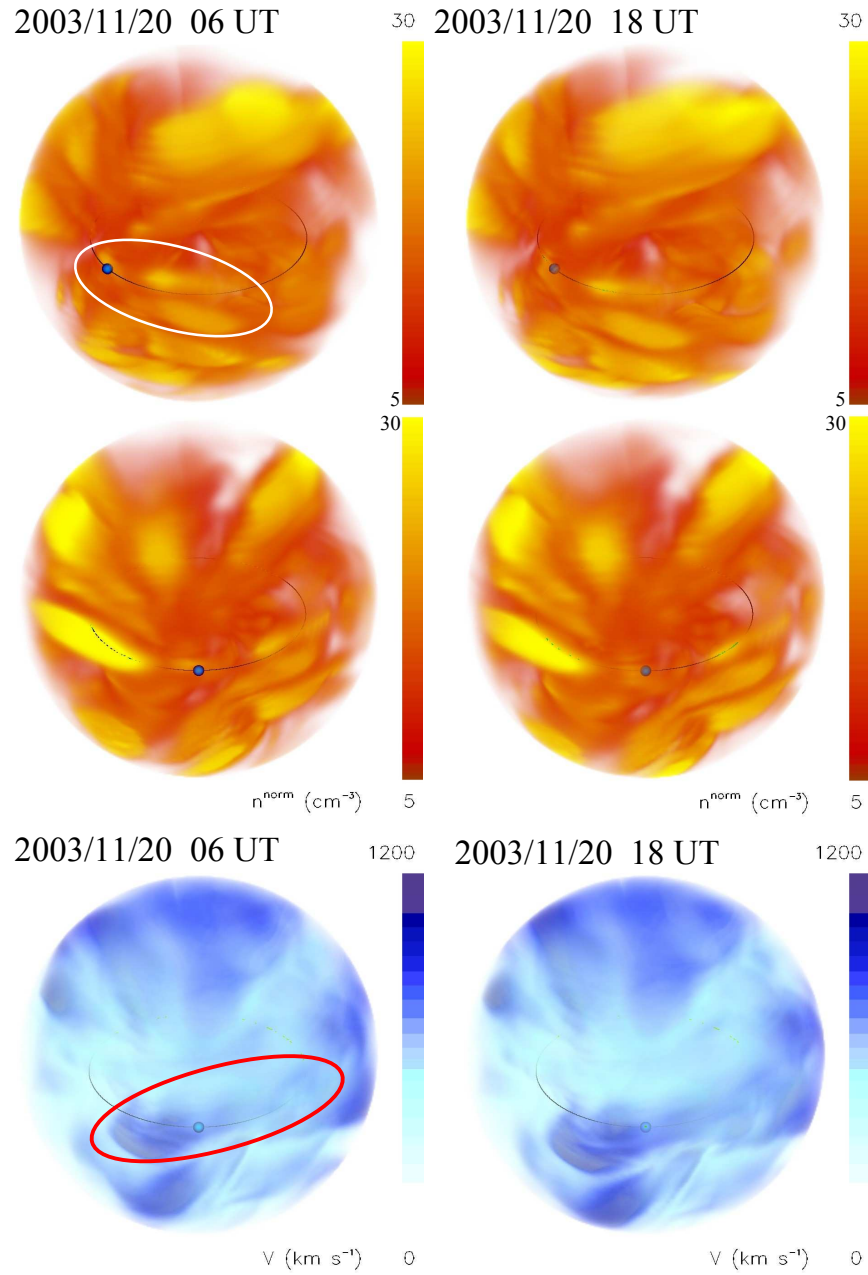 2003/11/20 06 UT
30
2003/11/20 18 UT
30
5
5
30
30
n^norm (cm^-3) 5
n^norm (cm^-3) 5
2003/11/20 06 UT
1200
2003/11/20 18 UT
1200
V (km s^-1) 0
V (km s^-1) 0